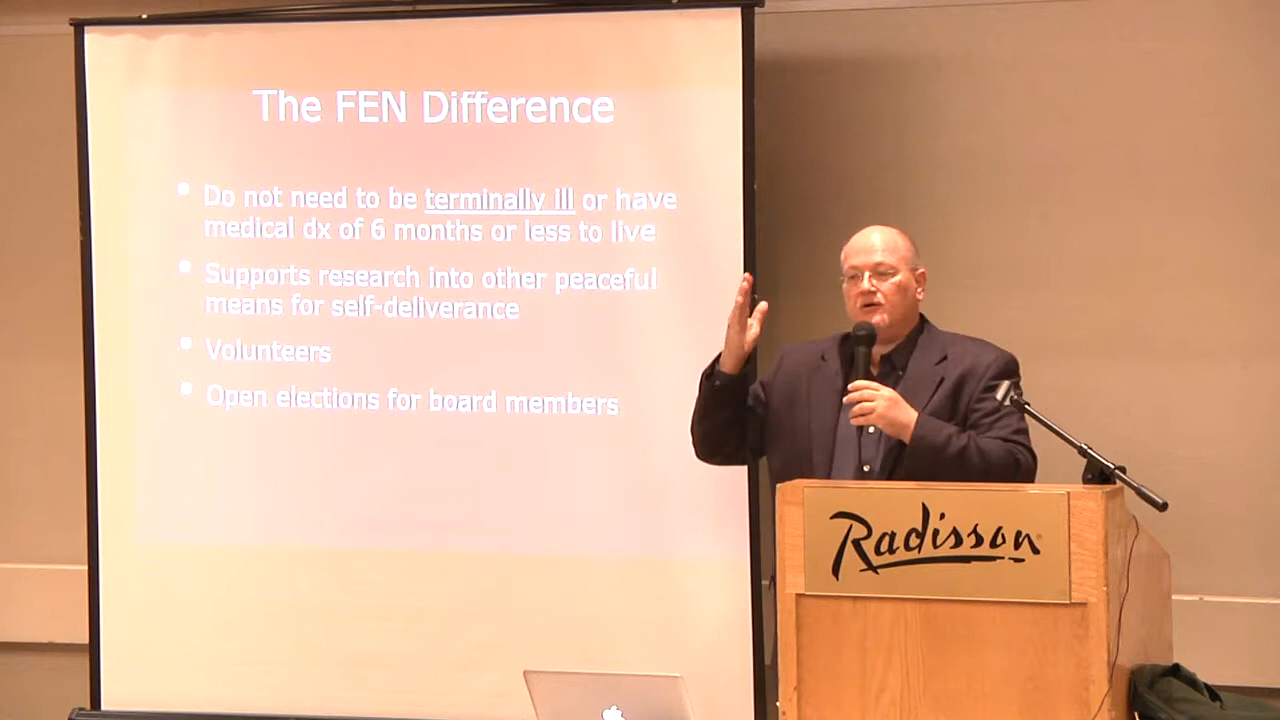 The FEN Difference
• Do not need to be terminally ill or have
medical dx of 6 months or less to live
• Supports research into other peaceful
means for self-deliverance
• Volunteers
• Open elections for board members
Radisson